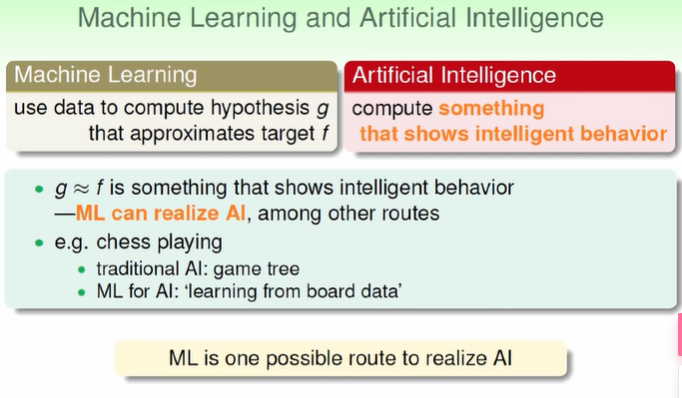 Machine Learning and Artificial Intelligence
Machine Learning
use data to compute hypothesis g
that approximates target f
Artificial Intelligence
compute something
that shows intelligent behavior
• g ≈ f is something that shows intelligent behavior
—ML can realize AI, among other routes
• e.g. chess playing
• traditional AI: game tree
• ML for AI: ‘learning from board data’
ML is one possible route to realize AI